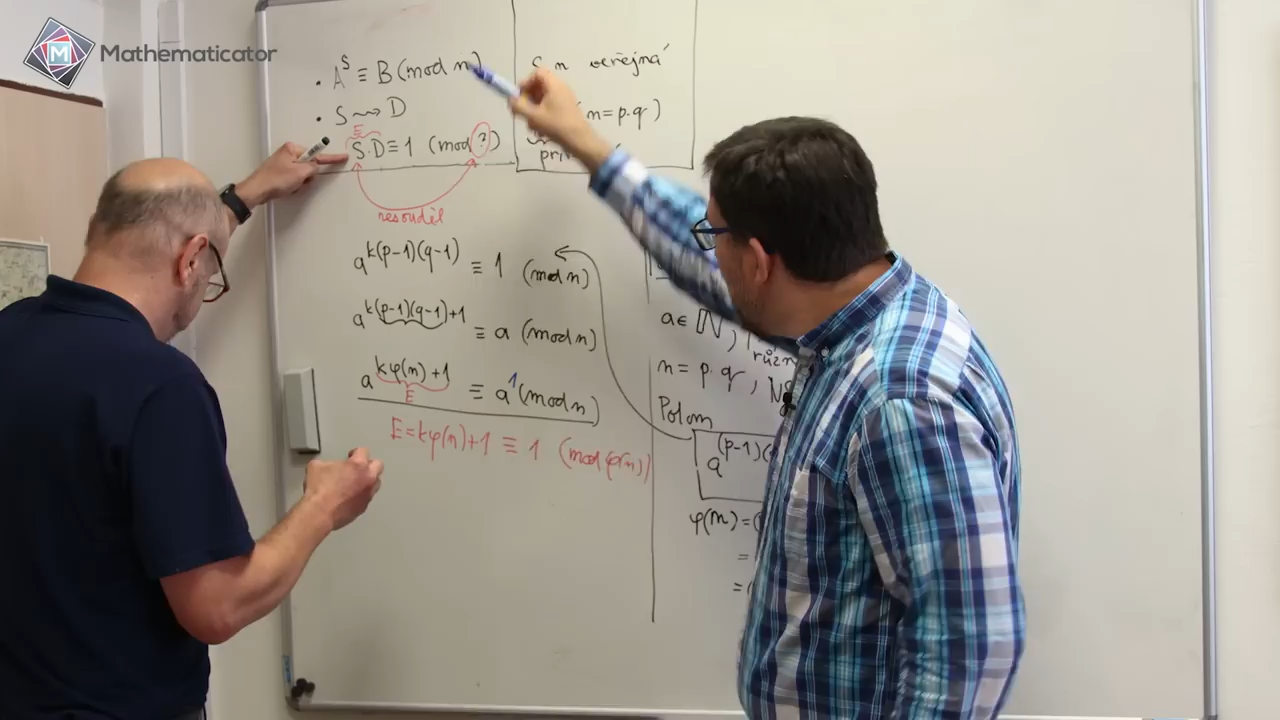 Mathematicator
• A^S ≡ B (mod n)
• S ⇝ D
E
S·D ≡ 1 (mod ?)
nesouděl
a^{k(p-1)(q-1)} ≡ 1 (mod n)
a^{k(p-1)(q-1)+1} ≡ a (mod n)
a^{kφ(n)+1} ≡ a^1 (mod n)
E
E = kφ(n)+1 ≡ 1 (mod φ(n))
S n veřejná
(n = p·q)
a ∈ ℕ,
n = p·q,
Potom
a^{(p-1)(
φ(n) = (
=
= (